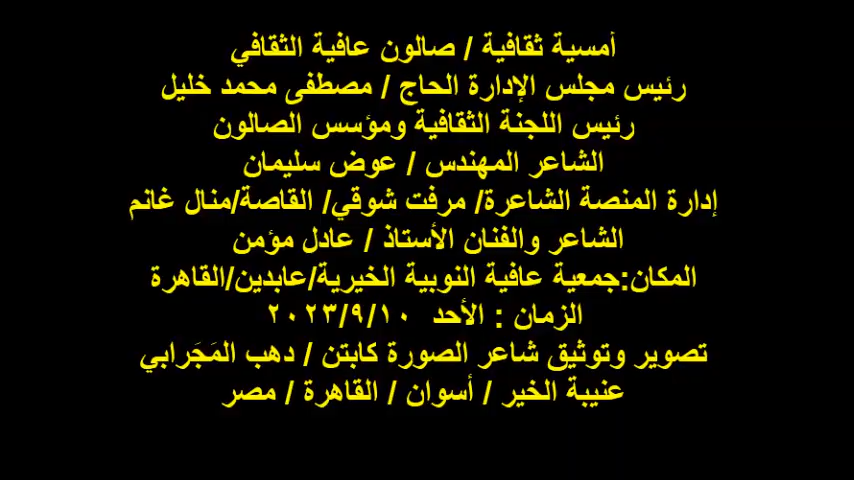 أمسية ثقافية / صالون عافية الثقافي
رئيس مجلس الإدارة الحاج / مصطفى محمد خليل
رئيس اللجنة الثقافية ومؤسس الصالون
الشاعر المهندس / عوض سليمان
إدارة المنصة الشاعرة/ مرفت شوقي/ القاصة/منال غانم
الشاعر والفنان الأستاذ / عادل مؤمن
المكان:جمعية عافية النوبية الخيرية/عابدين/القاهرة
الزمان : الأحد ٢٠٢٣/٩/١٠
تصوير وتوثيق شاعر الصورة كابتن / دهب المَجَرابي
عنيبة الخير / أسوان / القاهرة / مصر